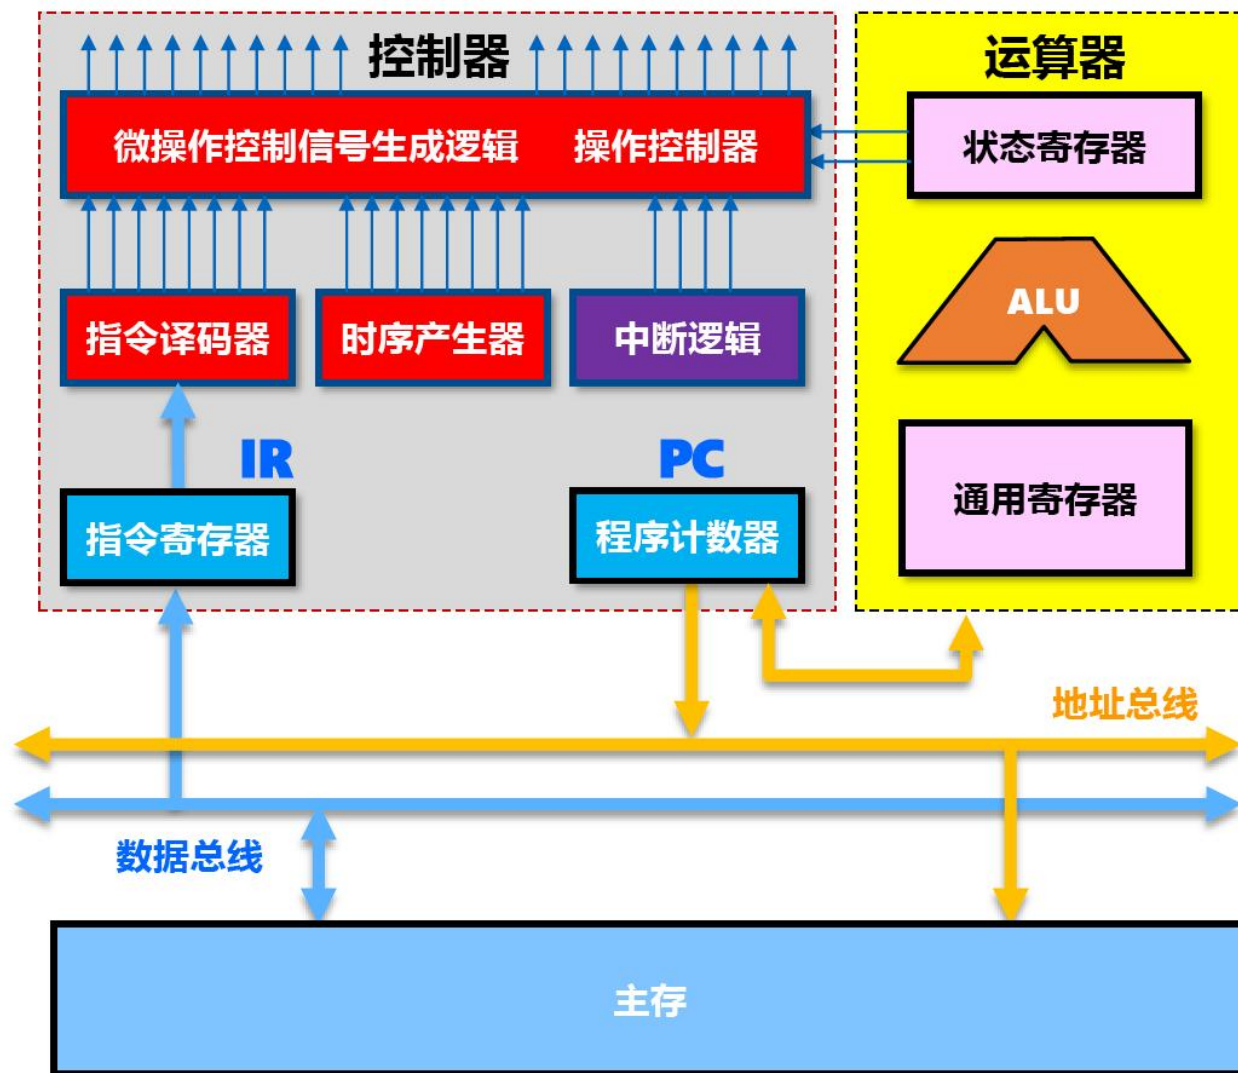 控制器
运算器
微操作控制信号生成逻辑 操作控制器
状态寄存器
ALU
指令译码器
时序产生器
中断逻辑
IR
PC
指令寄存器
程序计数器
通用寄存器
地址总线
数据总线
主存